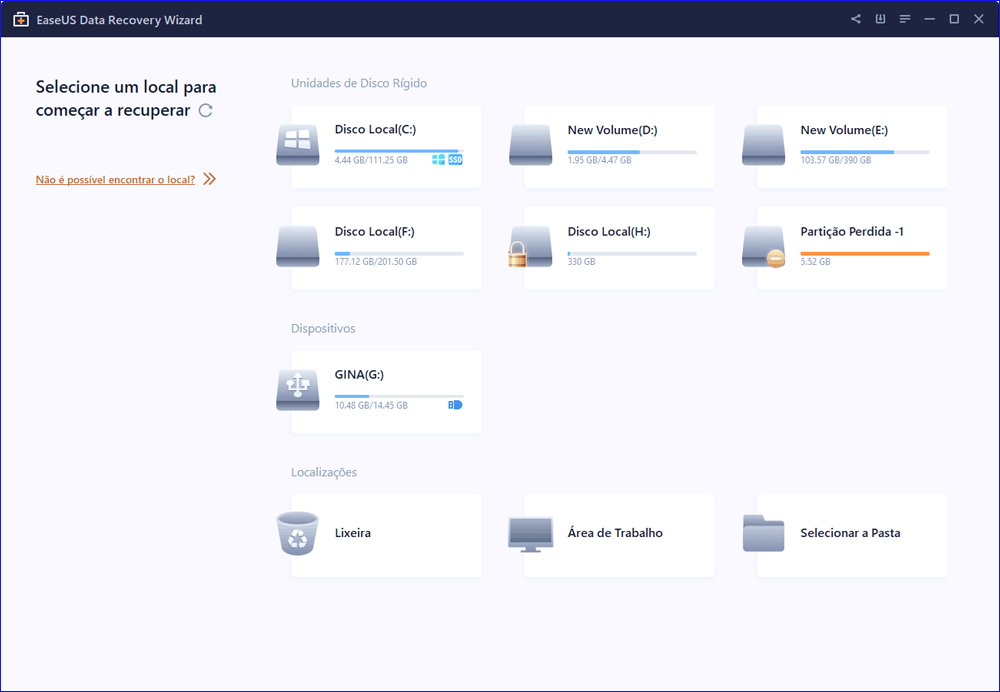 EaseUS Data Recovery Wizard
Selecione um local para
começar a recuperar
Não é possível encontrar o local?
Unidades de Disco Rígido
Disco Local(C:)
4.44 GB/111.25 GB
SSD
New Volume(D:)
1.95 GB/4.47 GB
New Volume(E:)
103.57 GB/390 GB
Disco Local(F:)
177.12 GB/201.50 GB
Disco Local(H:)
330 GB
Partição Perdida -1
5.52 GB
Dispositivos
GINA(G:)
10.48 GB/14.45 GB
Localizações
Lixeira
Área de Trabalho
Selecionar a Pasta